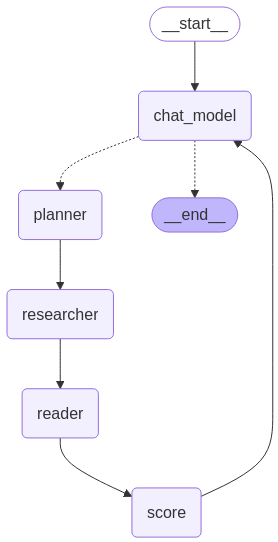 __start__
chat_model
planner
__end__
researcher
reader
score